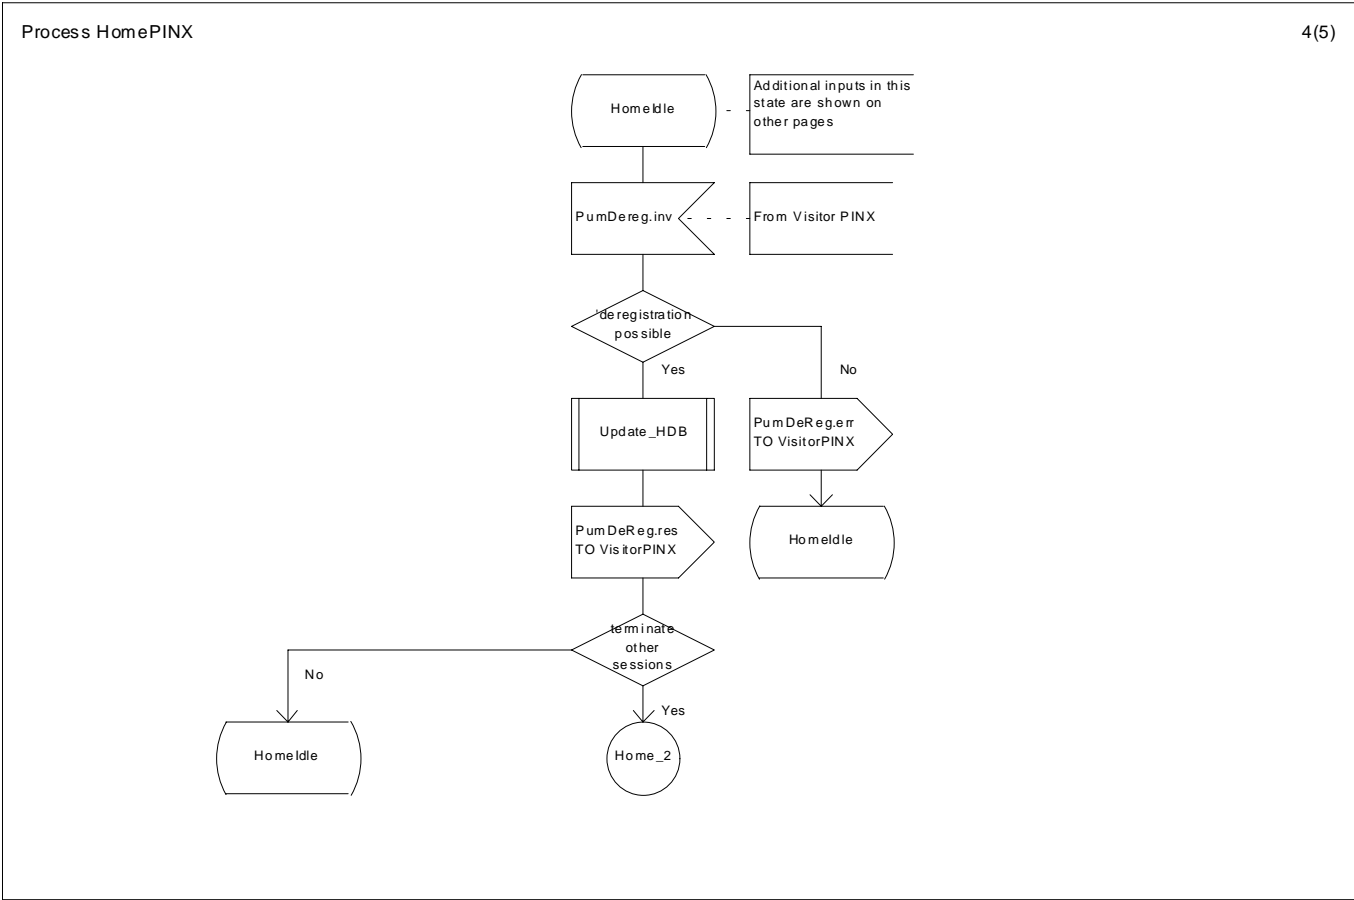 Process HomePINX
4(5)
HomeIdle
Additional inputs in this
state are shown on
other pages
PumDereg.inv
From Visitor PINX
'deregistration
possible
Yes
No
Update_HDB
PumDeReg.err
TO VisitorPINX
PumDeReg.res
TO VisitorPINX
HomeIdle
terminate
other
sessions
No
Yes
HomeIdle
Home_2